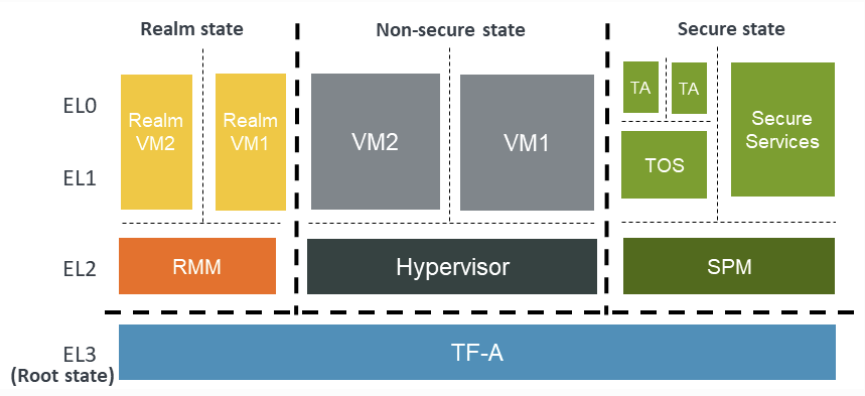 Realm state
Non-secure state
Secure state
EL0
Realm
VM2
Realm
VM1
VM2
VM1
TA
TA
Secure
Services
EL1
TOS
EL2
RMM
Hypervisor
SPM
EL3
(Root state)
TF-A